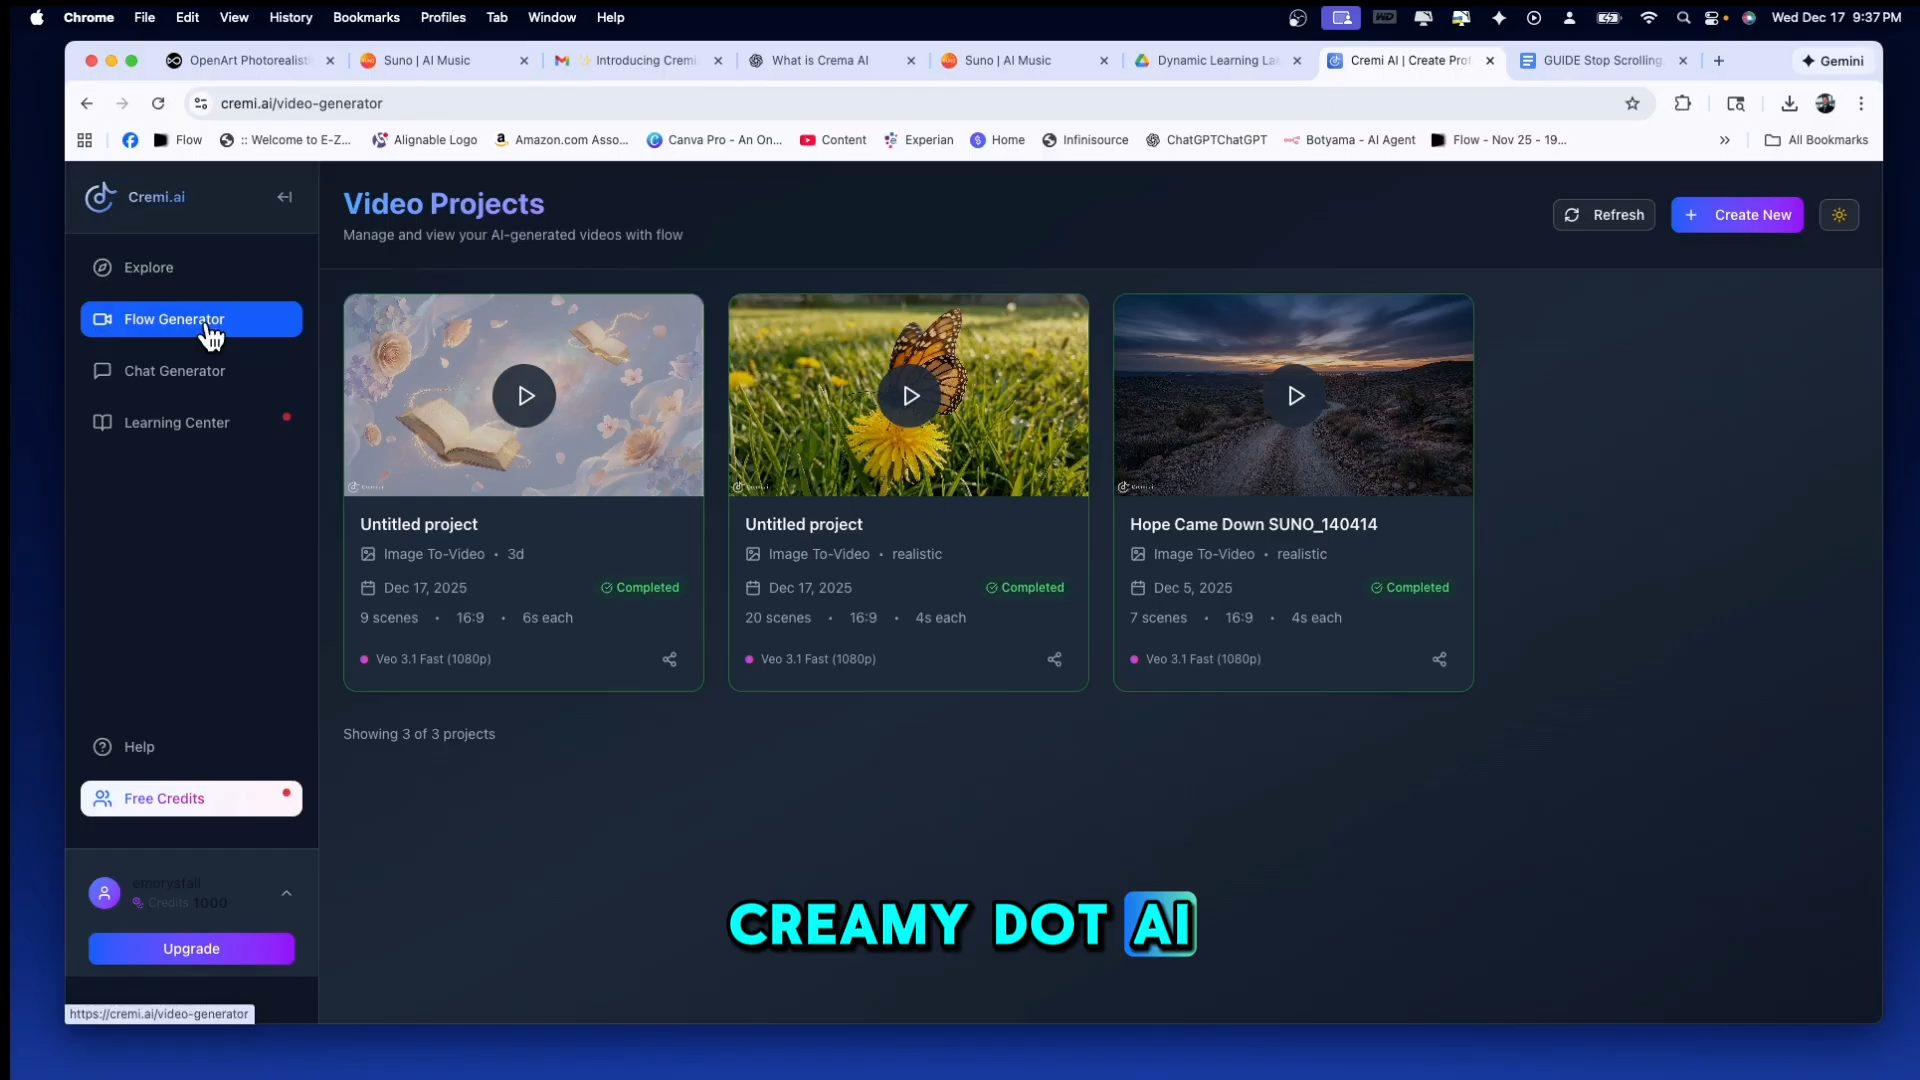 Chrome File Edit View History Bookmarks Profiles Tab Window Help Wed Dec 17 9:37 PM
OpenArt Photorealist Suno | AI Music Introducing Cremi What is Crema AI Suno | AI Music Dynamic Learning La Cremi AI | Create Prof GUIDE Stop Scrolling Gemini
cremi.ai/video-generator
Flow :: Welcome to E-Z... Alignable Logo Amazon.com Asso... Canva Pro - An On... Content Experian Home Infinisource ChatGPTChatGPT Botyama - AI Agent Flow - Nov 25 - 19... » All Bookmarks
Cremi.ai
Explore
Flow Generator
Chat Generator
Learning Center
Help
Free Credits
emorysfail
Credits 1000
Upgrade
https://cremi.ai/video-generator
Video Projects
Manage and view your AI-generated videos with flow
Refresh
+ Create New
Untitled project
Image To-Video • 3d
Dec 17, 2025 Completed
9 scenes • 16:9 • 6s each
Veo 3.1 Fast (1080p)
Untitled project
Image To-Video • realistic
Dec 17, 2025 Completed
20 scenes • 16:9 • 4s each
Veo 3.1 Fast (1080p)
Hope Came Down SUNO_140414
Image To-Video • realistic
Dec 5, 2025 Completed
7 scenes • 16:9 • 4s each
Veo 3.1 Fast (1080p)
Showing 3 of 3 projects
CREAMY DOT AI